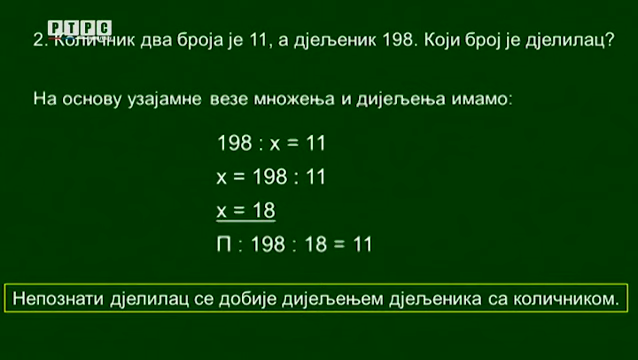 РТРС
2. Количник два броја је 11, а дјељеник 198. Који број је дјелилац?
На основу узајамне везе множења и дијељења имамо:
198 : x = 11
x = 198 : 11
x = 18
П : 198 : 18 = 11
Непознати дјелилац се добије дијељењем дјељеника са количником.